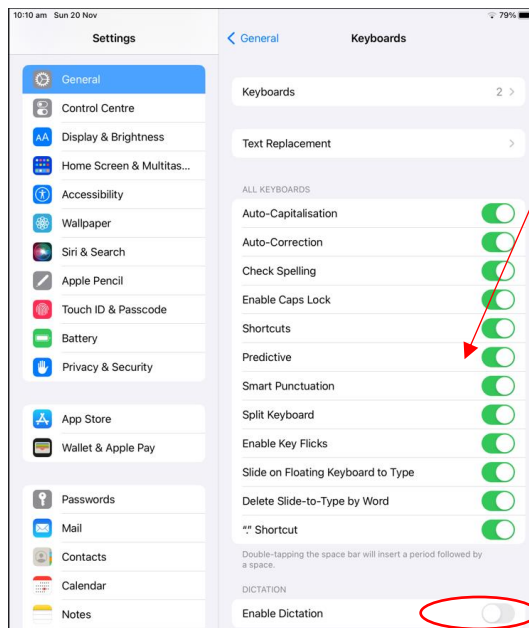 10:10 am Sun 20 Nov
79%
Settings
General
Control Centre
AA Display & Brightness
Home Screen & Multitas...
Accessibility
Wallpaper
Siri & Search
Apple Pencil
Touch ID & Passcode
Battery
Privacy & Security
App Store
Wallet & Apple Pay
Passwords
Mail
Contacts
Calendar
Notes
General
Keyboards
Keyboards 2
Text Replacement
ALL KEYBOARDS
Auto-Capitalisation
Auto-Correction
Check Spelling
Enable Caps Lock
Shortcuts
Predictive
Smart Punctuation
Split Keyboard
Enable Key Flicks
Slide on Floating Keyboard to Type
Delete Slide-to-Type by Word
“.” Shortcut
Double-tapping the space bar will insert a period followed by
a space.
DICTATION
Enable Dictation